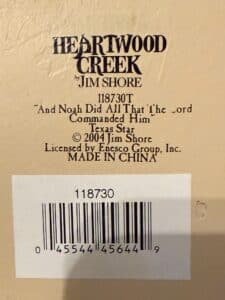 HEARTWOOD
CREEK
by JIM SHORE
118730T
"And Noah Did All That The Lord
Commanded Him"
Texas Star
© 2004 Jim Shore
Licensed by Enesco Group, Inc.
MADE IN CHINA
118730
0 45544 45644 9